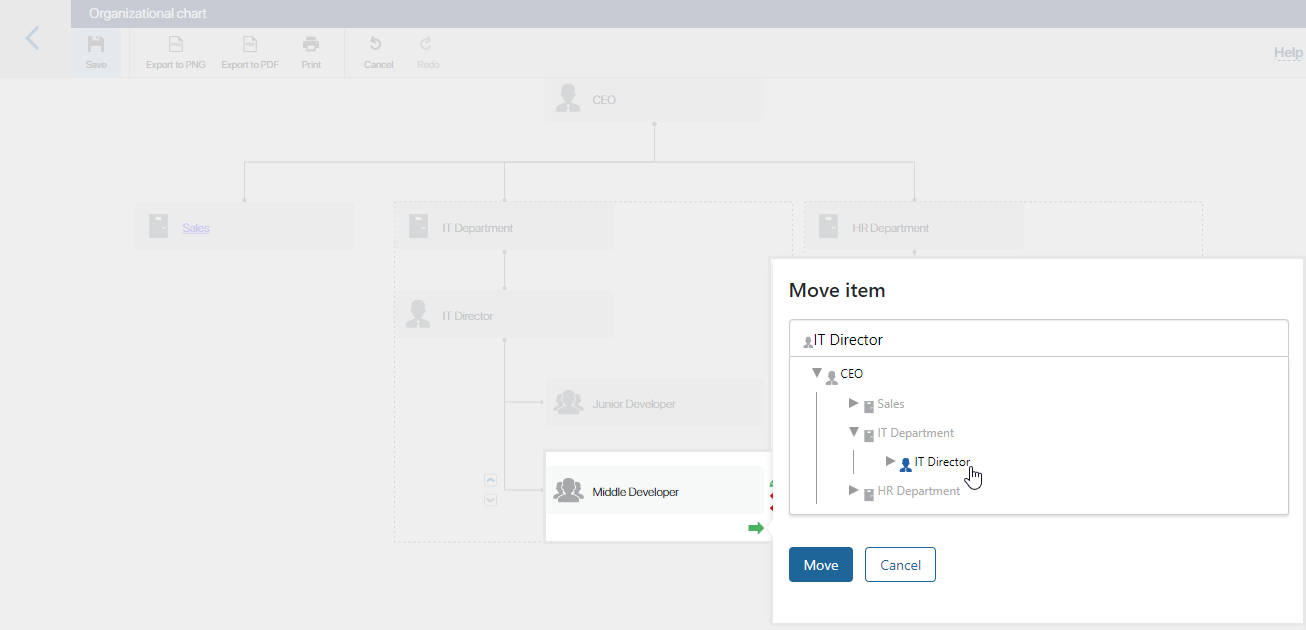 Organizational chart
Save
Export to PNG
Export to PDF
Print
Cancel
Redo
Help
CEO
Sales
IT Department
HR Department
IT Director
Junior Developer
Middle Developer
Move item
IT Director
CEO
Sales
IT Department
IT Director
HR Department
Move
Cancel